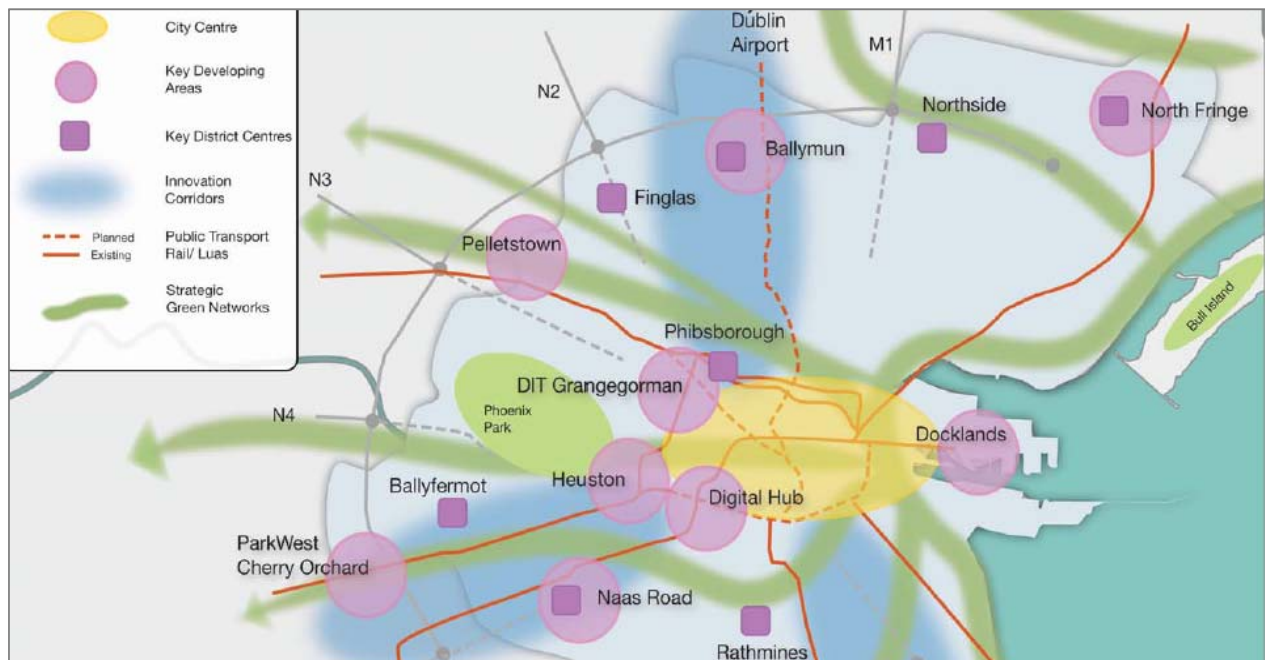 City Centre
Key Developing
Areas
Key District Centres
Innovation
Corridors
Planned
Existing
Public Transport
Rail/ Luas
Strategic
Green Networks
Dublin
Airport
M1
N2
Northside
North Fringe
Ballymun
N3
Finglas
Pelletstown
Bull Island
Phibsborough
DIT Grangegorman
Phoenix
Park
N4
Docklands
Heuston
Ballyfermot
Digital Hub
ParkWest
Cherry Orchard
Naas Road
Rathmines